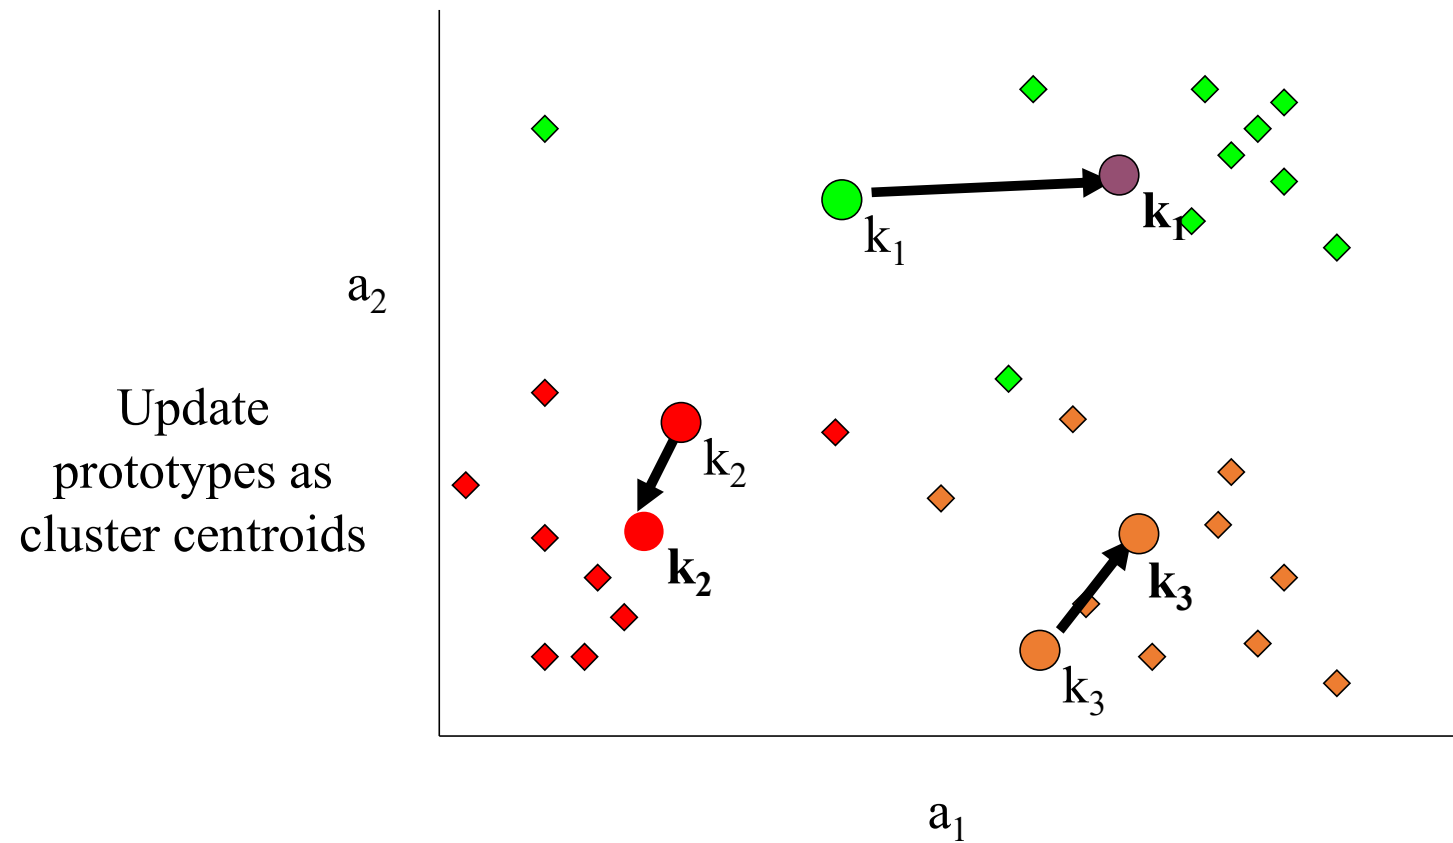 k₁
k₁
a₂
Update
prototypes as
cluster centroids
k₂
k₂
k₃
k₃
a₁